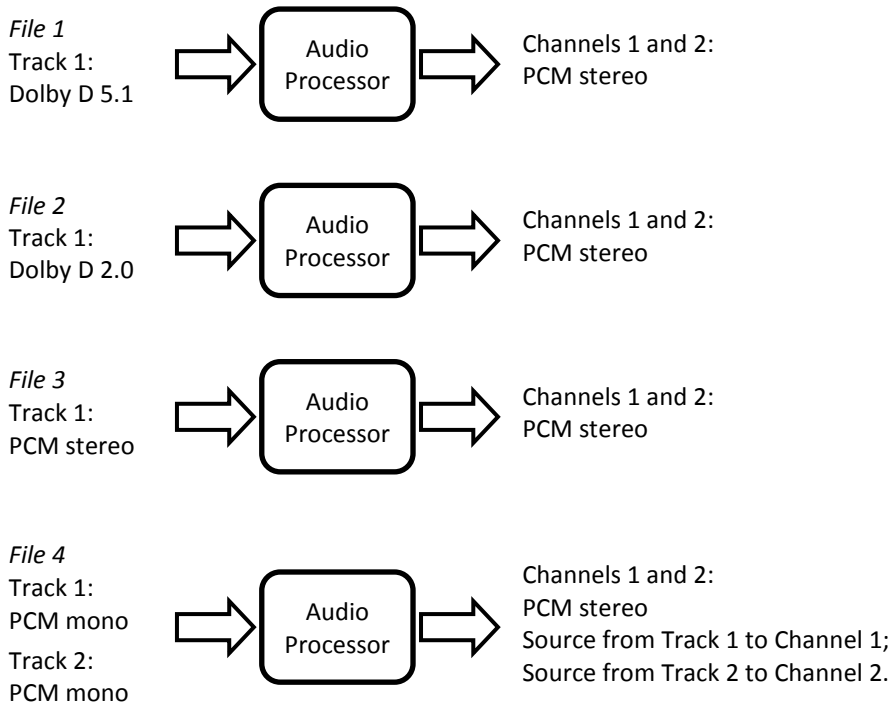 File 1
Track 1:
Dolby D 5.1
Audio
Processor
Channels 1 and 2:
PCM stereo
File 2
Track 1:
Dolby D 2.0
Audio
Processor
Channels 1 and 2:
PCM stereo
File 3
Track 1:
PCM stereo
Audio
Processor
Channels 1 and 2:
PCM stereo
File 4
Track 1:
PCM mono
Track 2:
PCM mono
Audio
Processor
Channels 1 and 2:
PCM stereo
Source from Track 1 to Channel 1;
Source from Track 2 to Channel 2.